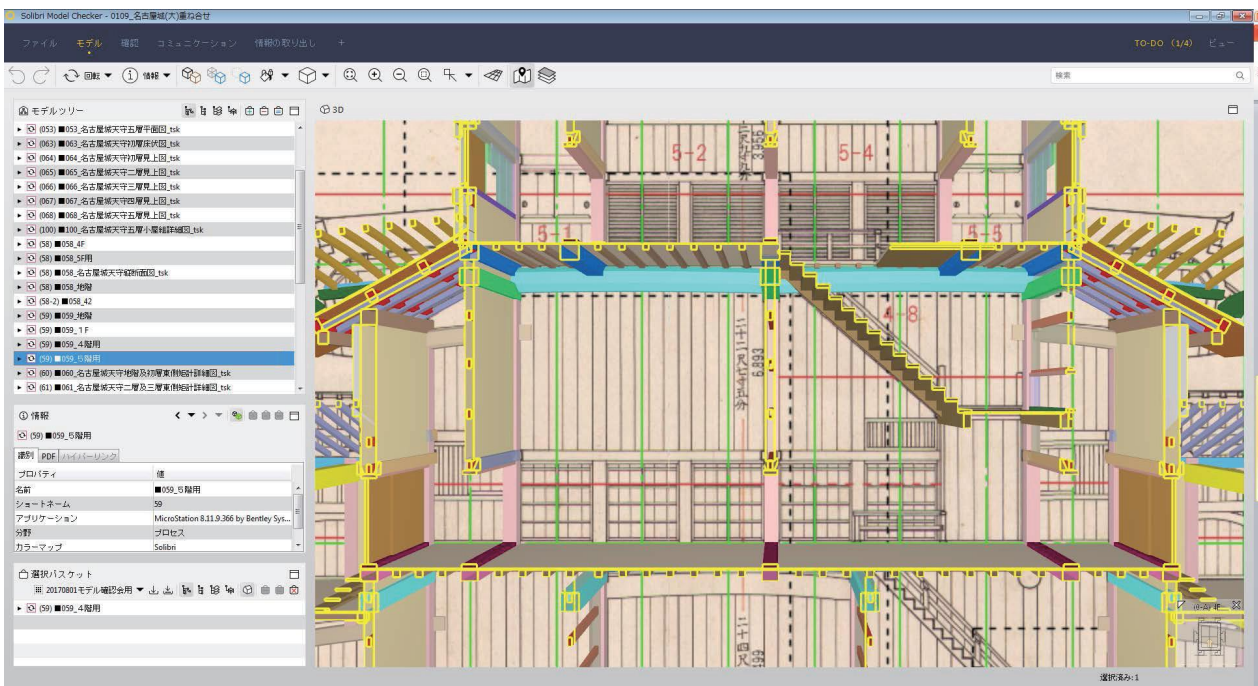 Solibri Model Checker - 0109_名古屋城(大)重ね合せ
ファイル モデル 確認 コミュニケーション 情報の取り出し + TO-DO (1/4) ビュー
回転 情報 検索
モデルツリー
3D
(053) ■053_名古屋城天守五層平面図_tsk
(063) ■063_名古屋城天守初層床伏図_tsk
(064) ■064_名古屋城天守初層見上図_tsk
(065) ■065_名古屋城天守二層見上図_tsk
(066) ■066_名古屋城天守三層見上図_tsk
(067) ■067_名古屋城天守四層見上図_tsk
(068) ■068_名古屋城天守五層見上図_tsk
(100) ■100_名古屋城天守五層小屋組詳細図_tsk
(58) ■058_4F
(58) ■058_5F用
(58) ■058_名古屋城天守縦断面図_tsk
(58) ■058_地階
(58-2) ■058_42
(59) ■059_地階
(59) ■059_1F
(59) ■059_4階用
(59) ■059_5階用
(60) ■060_名古屋城天守地階及初層東側矩計詳細図_tsk
(61) ■061_名古屋城天守二層及三層東側矩計詳細図_tsk
情報
(59) ■059_5階用
識別 PDF ハイパーリンク
プロパティ 値
名前 ■059_5階用
ショートネーム 59
アプリケーション MicroStation 8.11.9.366 by Bentley Sys...
分野 プロセス
カラーマップ Solibri
選択バスケット
20170801モデル確認会用
(59) ■059_4階用
5-2
3,956
5-4
5-1
5-5
4-8
6,893
選択済み:1